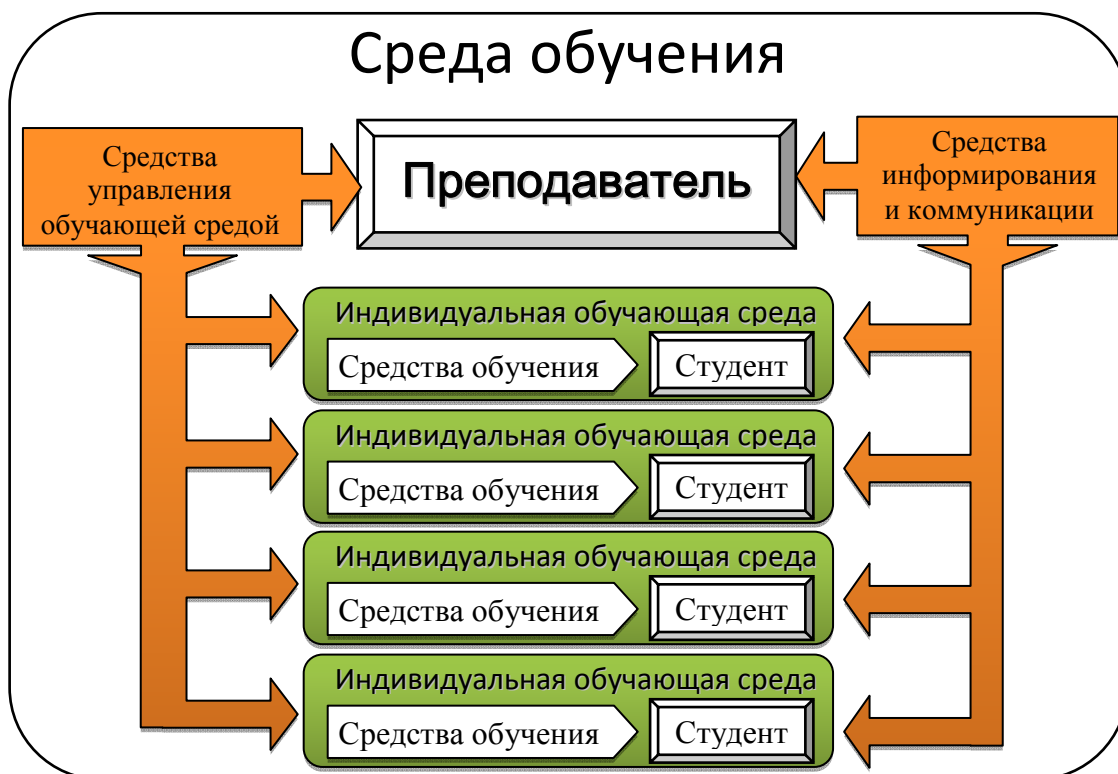 Среда обучения
Средства
управления
обучающей средой
Преподаватель
Средства
информирования
и коммуникации
Индивидуальная обучающая среда
Средства обучения
Студент
Индивидуальная обучающая среда
Средства обучения
Студент
Индивидуальная обучающая среда
Средства обучения
Студент
Индивидуальная обучающая среда
Средства обучения
Студент